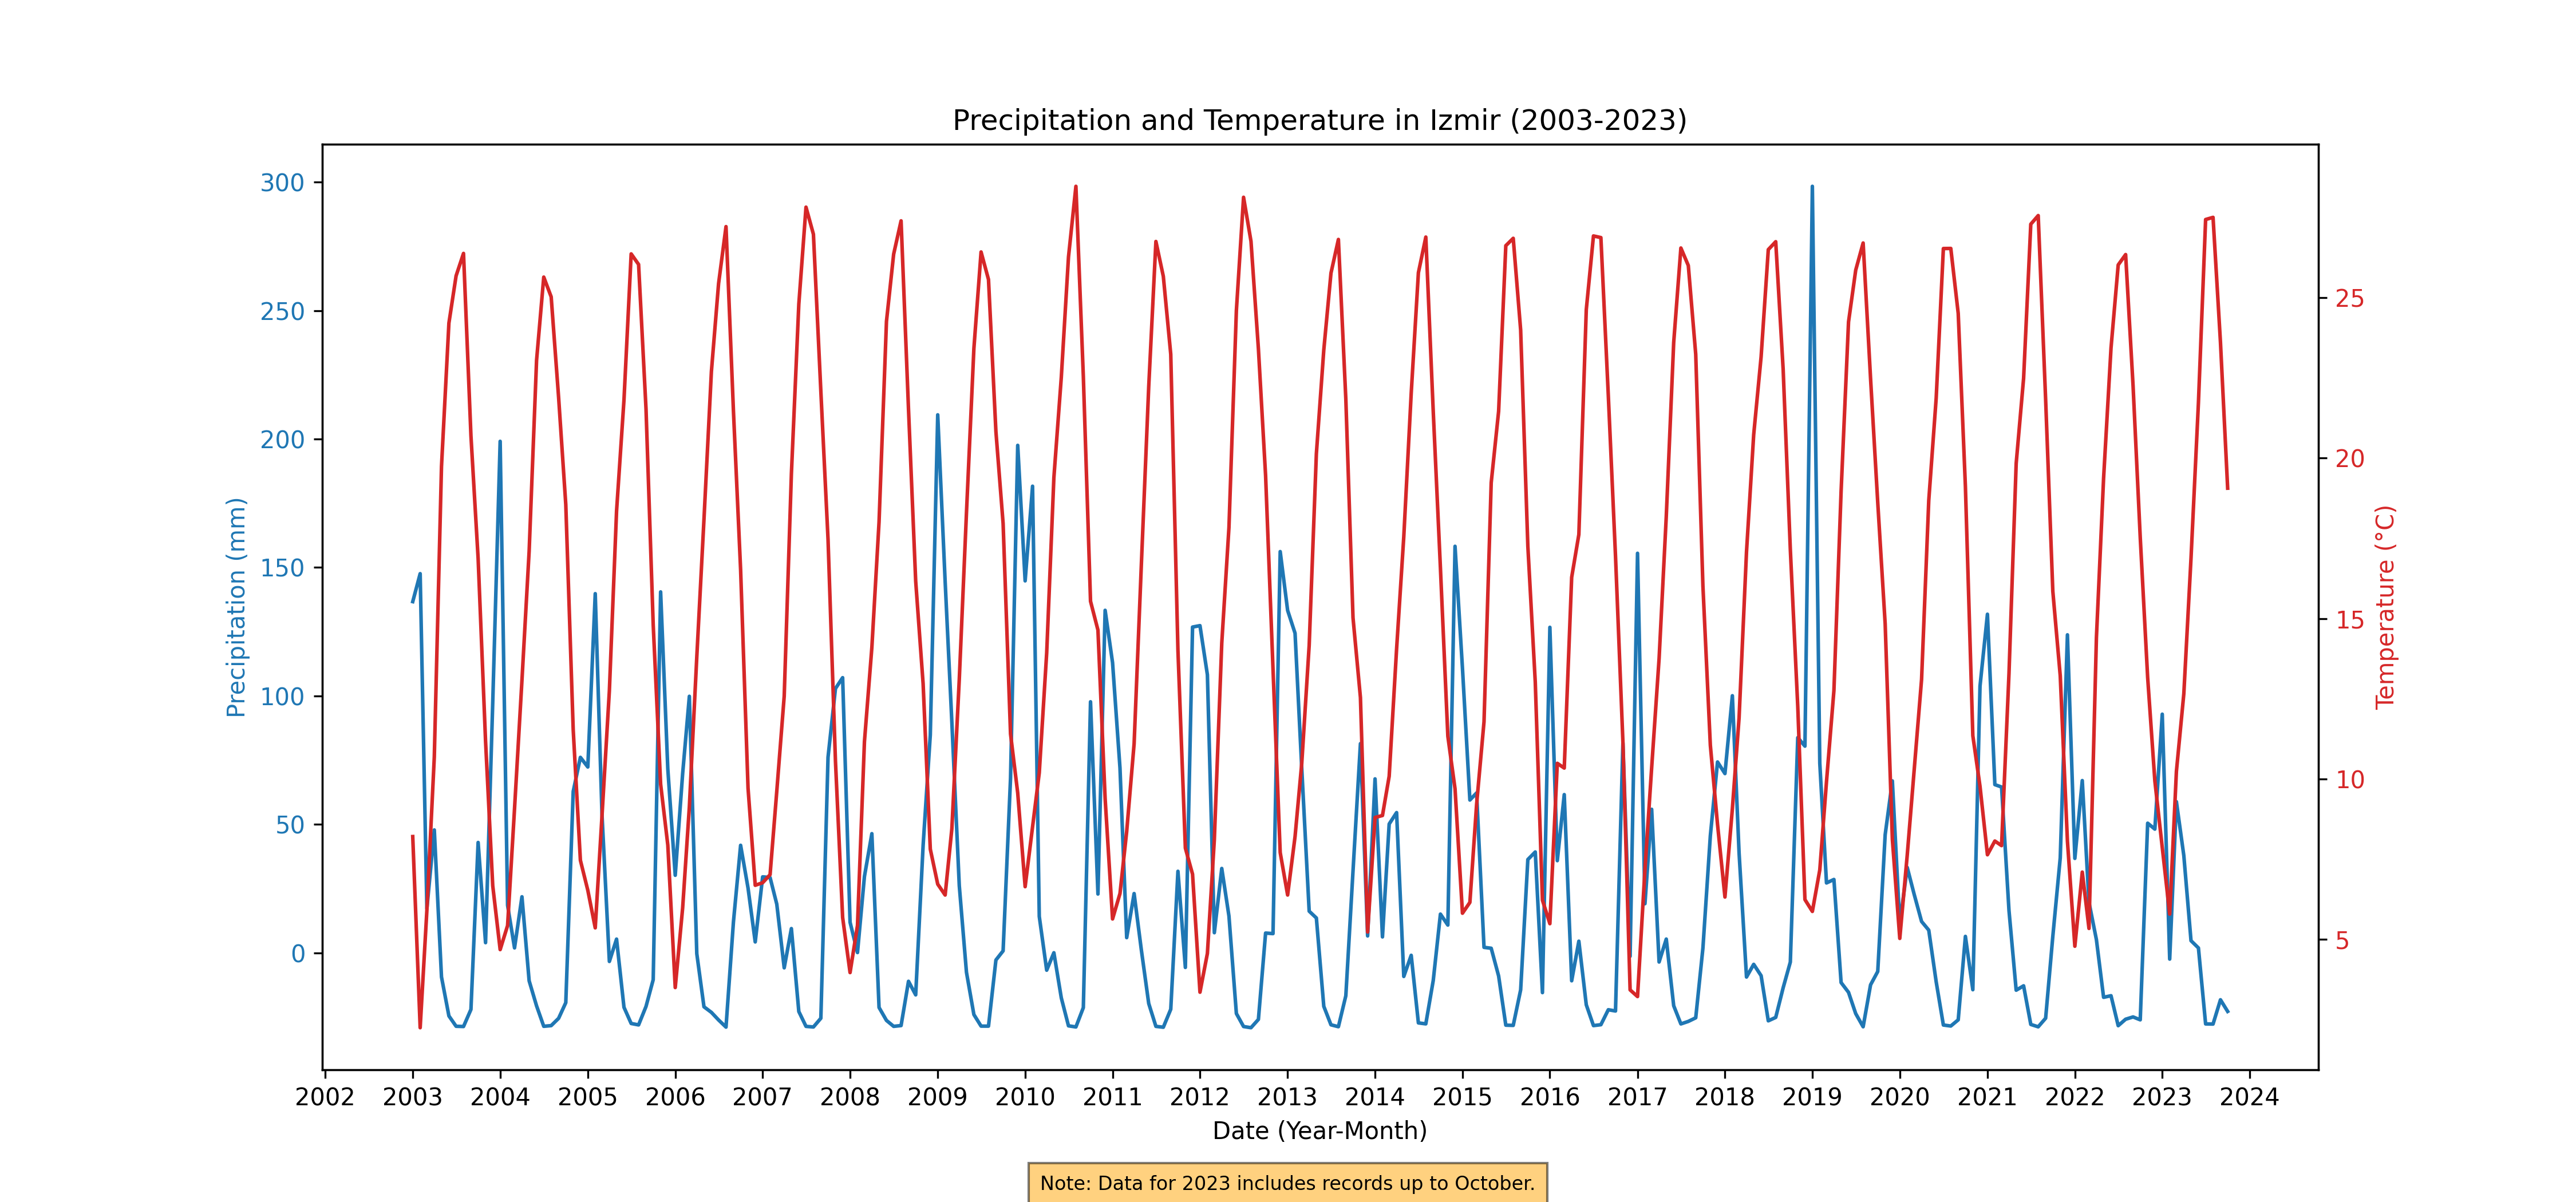 Precipitation and Temperature in Izmir (2003-2023)
300
250
200
150
100
50
0
Precipitation (mm)
25
20
15
10
5
Temperature (°C)
2002 2003 2004 2005 2006 2007 2008 2009 2010 2011 2012 2013 2014 2015 2016 2017 2018 2019 2020 2021 2022 2023 2024
Date (Year-Month)
Note: Data for 2023 includes records up to October.